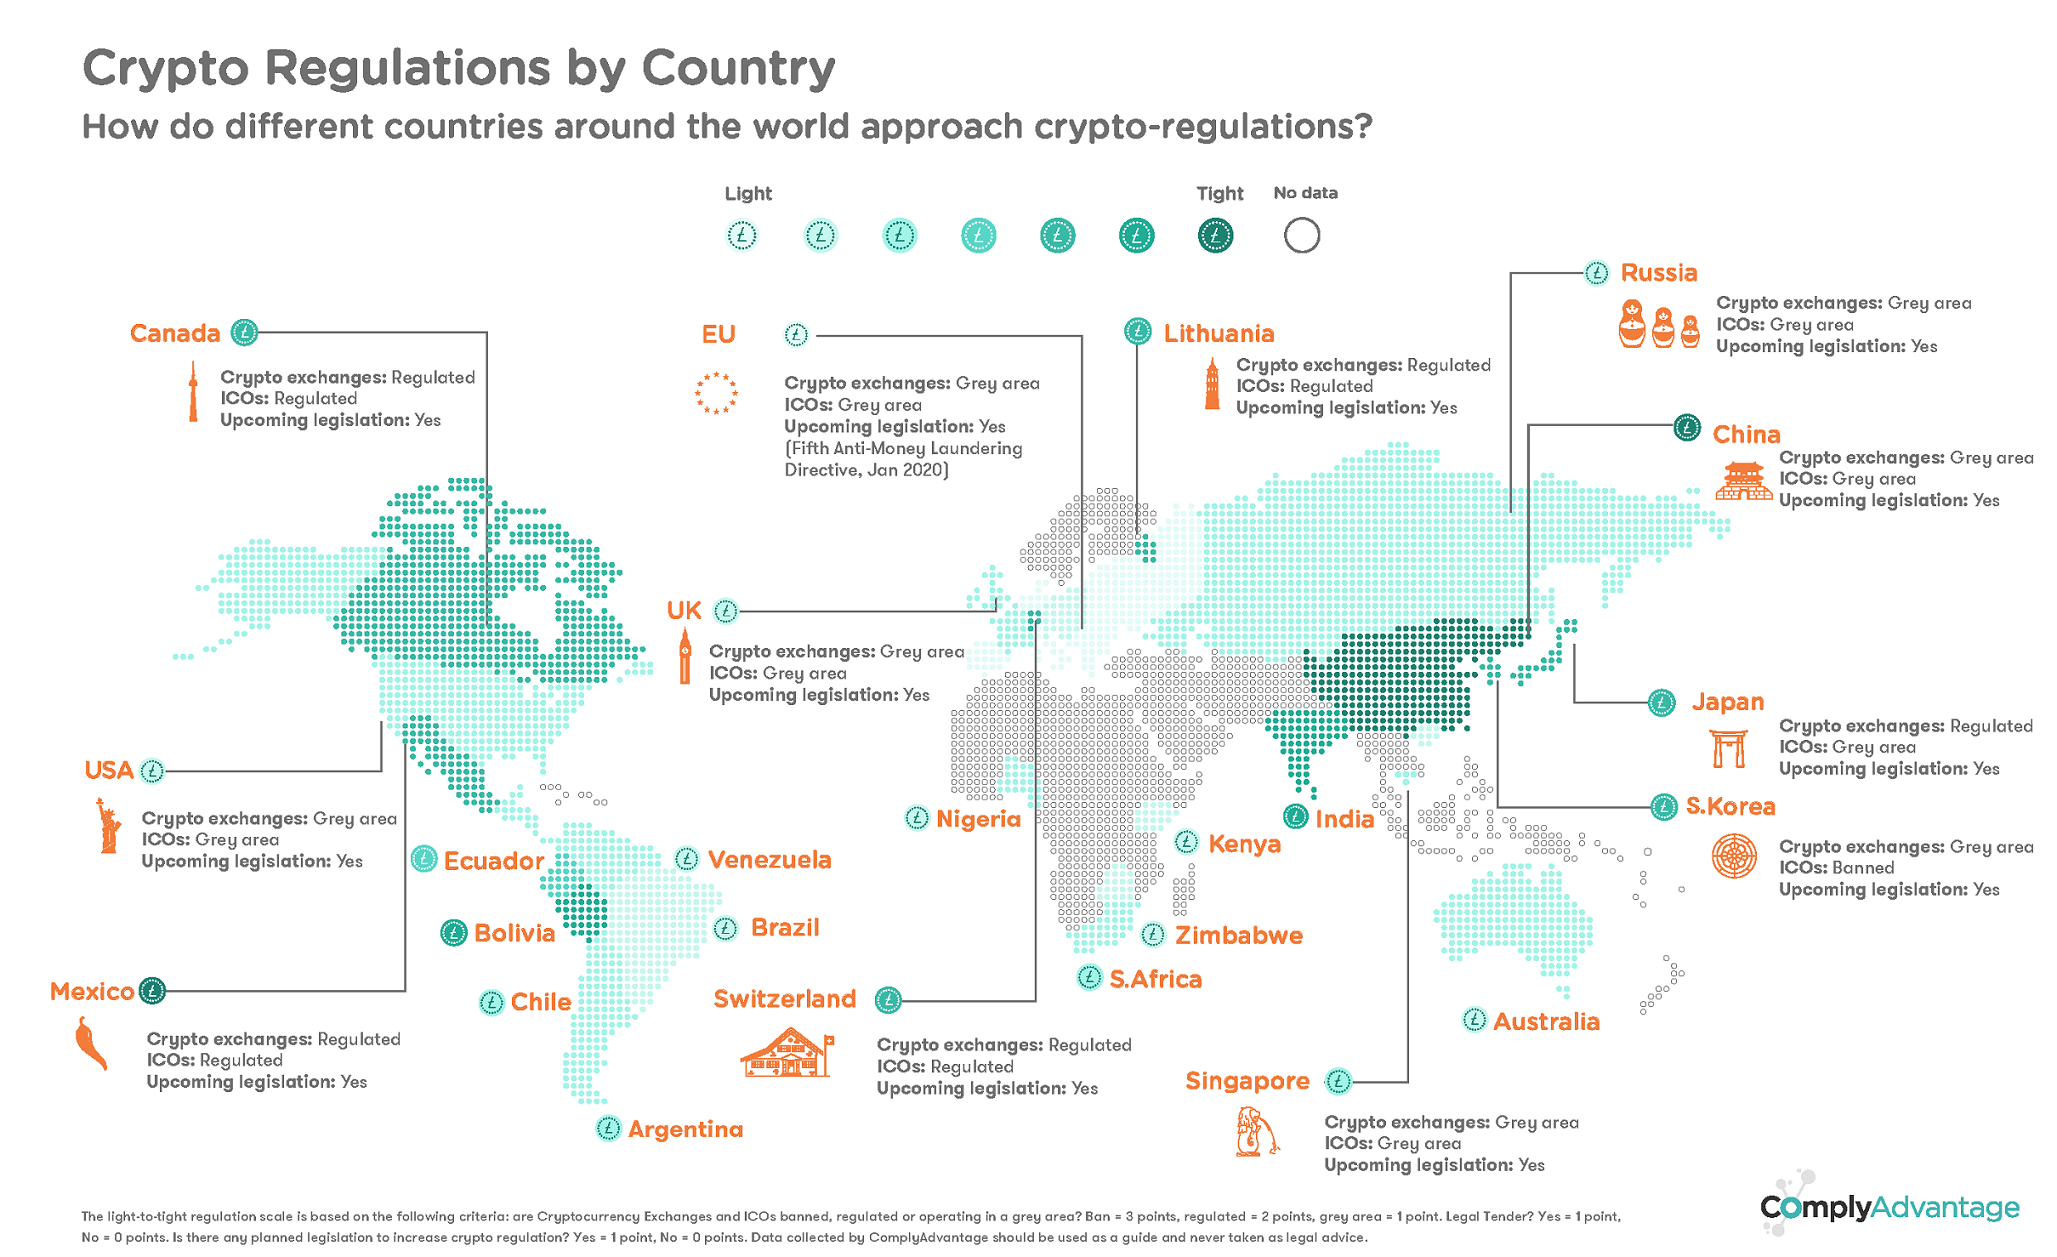 Crypto Regulations by Country
How do different countries around the world approach crypto-regulations?
Light
Tight
No data
Russia
Crypto exchanges: Grey area
ICOs: Grey area
Upcoming legislation: Yes
Canada
Crypto exchanges: Regulated
ICOs: Regulated
Upcoming legislation: Yes
EU
Crypto exchanges: Grey area
ICOs: Grey area
Upcoming legislation: Yes
(Fifth Anti-Money Laundering
Directive, Jan 2020)
Lithuania
Crypto exchanges: Regulated
ICOs: Regulated
Upcoming legislation: Yes
China
Crypto exchanges: Grey area
ICOs: Grey area
Upcoming legislation: Yes
UK
Crypto exchanges: Grey area
ICOs: Grey area
Upcoming legislation: Yes
Japan
Crypto exchanges: Regulated
ICOs: Grey area
Upcoming legislation: Yes
USA
Crypto exchanges: Grey area
ICOs: Grey area
Upcoming legislation: Yes
S.Korea
Crypto exchanges: Grey area
ICOs: Banned
Upcoming legislation: Yes
Nigeria
India
Kenya
Ecuador
Venezuela
Bolivia
Brazil
Zimbabwe
S.Africa
Mexico
Crypto exchanges: Regulated
ICOs: Regulated
Upcoming legislation: Yes
Chile
Switzerland
Crypto exchanges: Regulated
ICOs: Regulated
Upcoming legislation: Yes
Australia
Singapore
Crypto exchanges: Grey area
ICOs: Grey area
Upcoming legislation: Yes
Argentina
ComplyAdvantage
The light-to-tight regulation scale is based on the following criteria: are Cryptocurrency Exchanges and ICOs banned, regulated or operating in a grey area? Ban = 3 points, regulated = 2 points, grey area = 1 point. Legal Tender? Yes = 1 point,
No = 0 points. Is there any planned legislation to increase crypto regulation? Yes = 1 point, No = 0 points. Data collected by ComplyAdvantage should be used as a guide and never taken as legal advice.